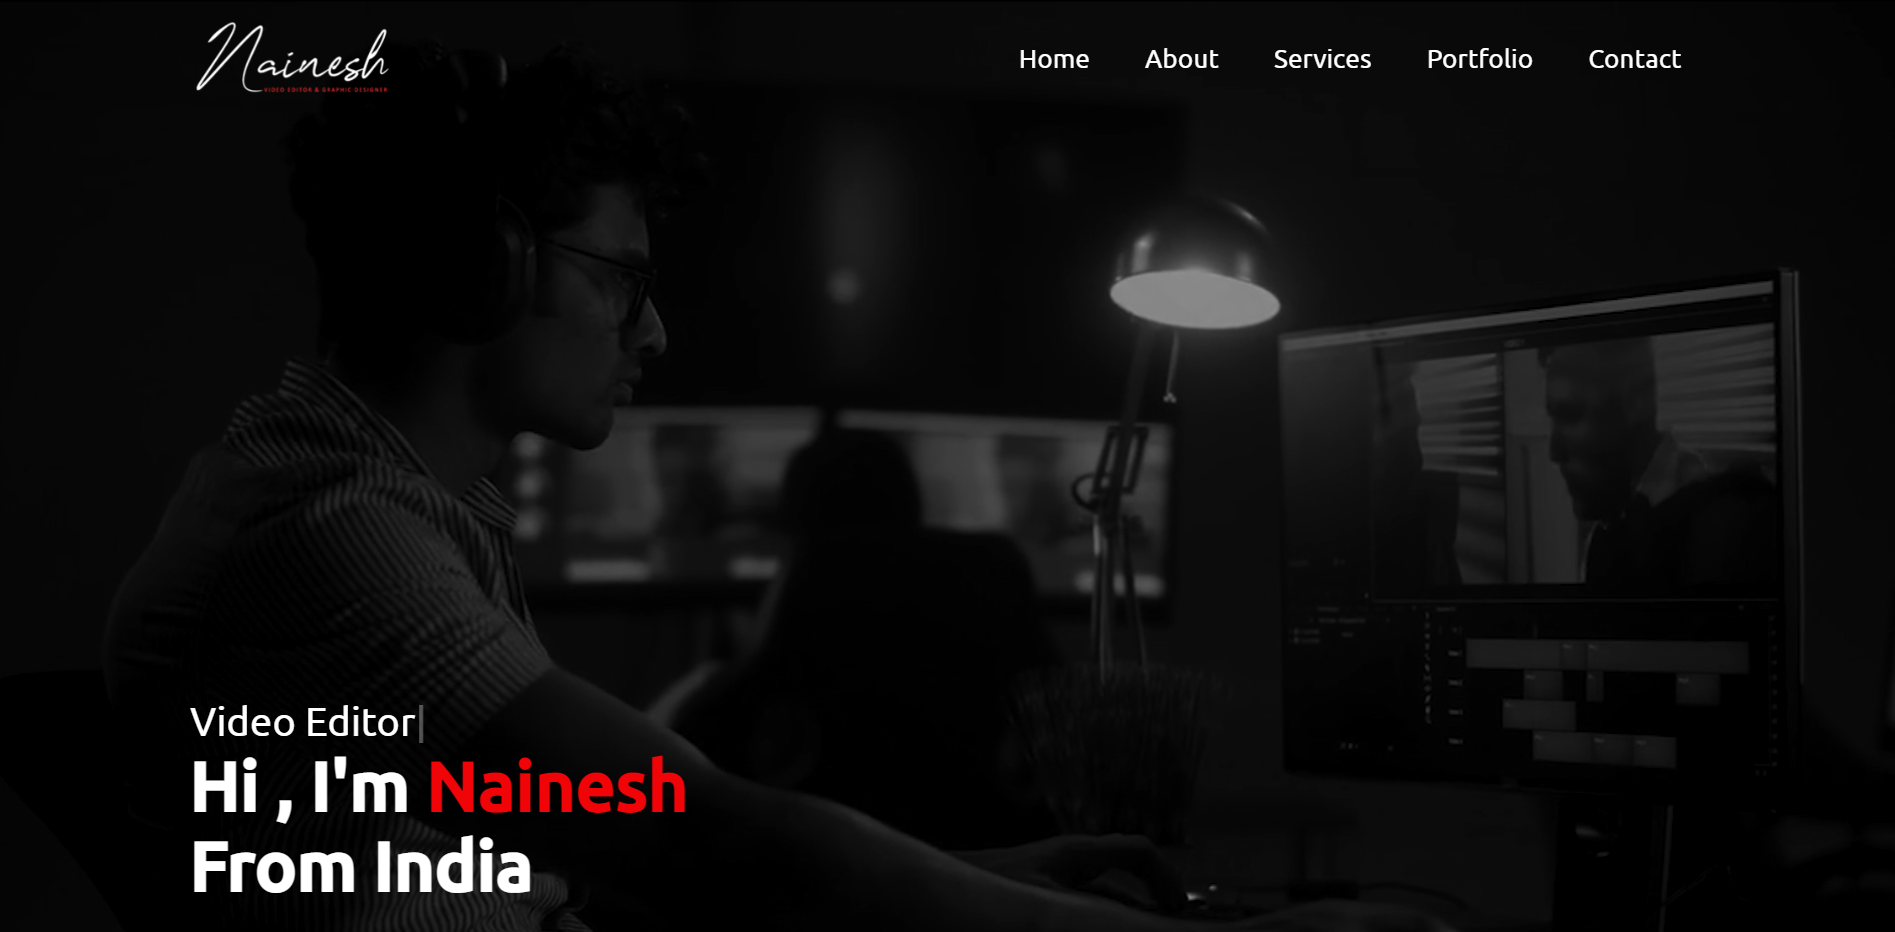 Nainesh
VIDEO EDITOR & GRAPHIC DESIGNER
Home About Services Portfolio Contact
Video Editor|
Hi , I'm Nainesh
From India